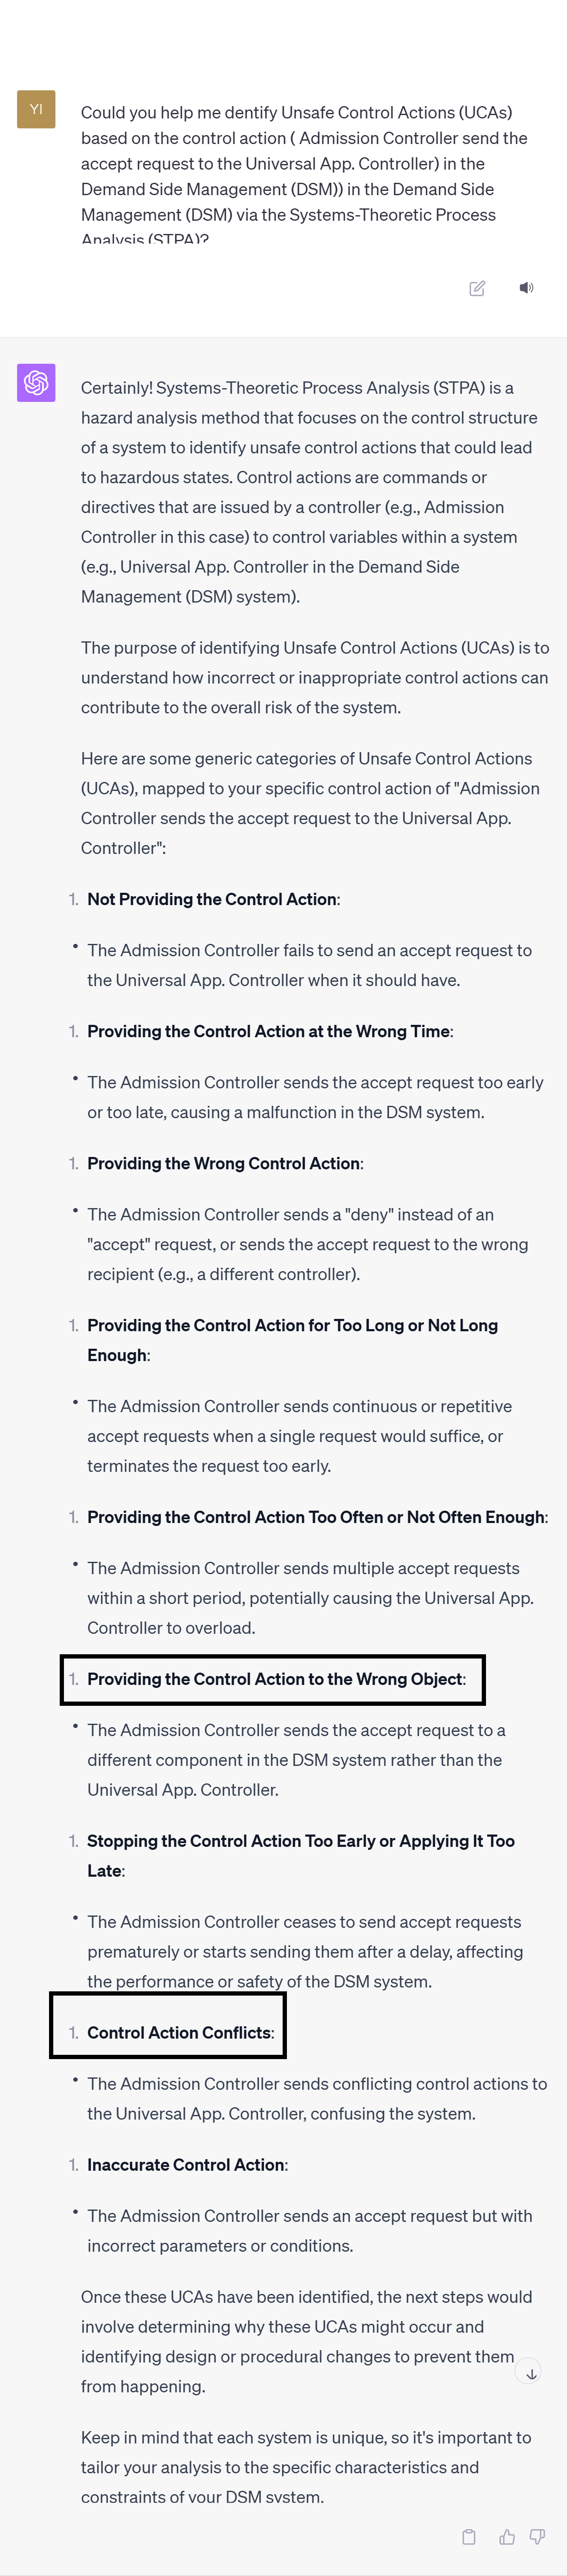 YI
Could you help me dentify Unsafe Control Actions (UCAs)
based on the control action ( Admission Controller send the
accept request to the Universal App. Controller) in the
Demand Side Management (DSM)) in the Demand Side
Management (DSM) via the Systems-Theoretic Process
Analysis (STPA)?
Certainly! Systems-Theoretic Process Analysis (STPA) is a
hazard analysis method that focuses on the control structure
of a system to identify unsafe control actions that could lead
to hazardous states. Control actions are commands or
directives that are issued by a controller (e.g., Admission
Controller in this case) to control variables within a system
(e.g., Universal App. Controller in the Demand Side
Management (DSM) system).
The purpose of identifying Unsafe Control Actions (UCAs) is to
understand how incorrect or inappropriate control actions can
contribute to the overall risk of the system.
Here are some generic categories of Unsafe Control Actions
(UCAs), mapped to your specific control action of "Admission
Controller sends the accept request to the Universal App.
Controller":
1. Not Providing the Control Action:
• The Admission Controller fails to send an accept request to
the Universal App. Controller when it should have.
1. Providing the Control Action at the Wrong Time:
• The Admission Controller sends the accept request too early
or too late, causing a malfunction in the DSM system.
1. Providing the Wrong Control Action:
• The Admission Controller sends a "deny" instead of an
"accept" request, or sends the accept request to the wrong
recipient (e.g., a different controller).
1. Providing the Control Action for Too Long or Not Long
Enough:
• The Admission Controller sends continuous or repetitive
accept requests when a single request would suffice, or
terminates the request too early.
1. Providing the Control Action Too Often or Not Often Enough:
• The Admission Controller sends multiple accept requests
within a short period, potentially causing the Universal App.
Controller to overload.
1. Providing the Control Action to the Wrong Object:
• The Admission Controller sends the accept request to a
different component in the DSM system rather than the
Universal App. Controller.
1. Stopping the Control Action Too Early or Applying It Too
Late:
• The Admission Controller ceases to send accept requests
prematurely or starts sending them after a delay, affecting
the performance or safety of the DSM system.
1. Control Action Conflicts:
• The Admission Controller sends conflicting control actions to
the Universal App. Controller, confusing the system.
1. Inaccurate Control Action:
• The Admission Controller sends an accept request but with
incorrect parameters or conditions.
Once these UCAs have been identified, the next steps would
involve determining why these UCAs might occur and
identifying design or procedural changes to prevent them
from happening.
Keep in mind that each system is unique, so it's important to
tailor your analysis to the specific characteristics and
constraints of your DSM system.